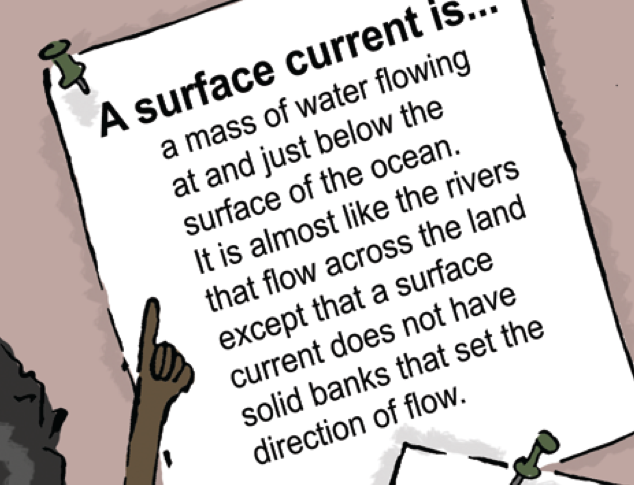 A surface current is...
a mass of water flowing
at and just below the
surface of the ocean.
It is almost like the rivers
that flow across the land
except that a surface
current does not have
solid banks that set the
direction of flow.